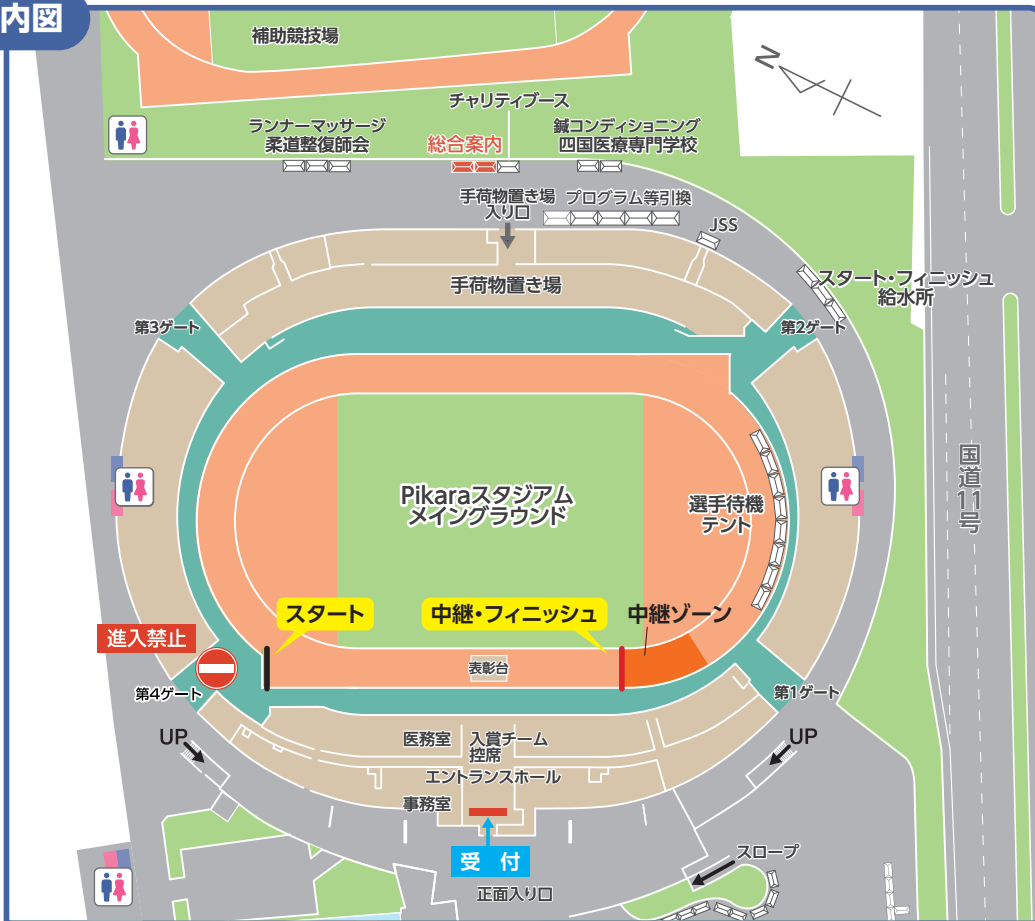 内図
補助競技場
N
チャリティブース
ランナーマッサージ
柔道整復師会
総合案内
鍼コンディショニング
四国医療専門学校
手荷物置き場
入り口
プログラム等引換
JSS
手荷物置き場
スタート・フィニッシュ
給水所
第3ゲート
第2ゲート
国道11号
Pikaraスタジアム
メイングラウンド
選手待機
テント
スタート
中継・フィニッシュ
中継ゾーン
進入禁止
表彰台
第4ゲート
第1ゲート
UP
UP
医務室
入賞チーム
控席
エントランスホール
事務室
受 付
スロープ
正面入り口